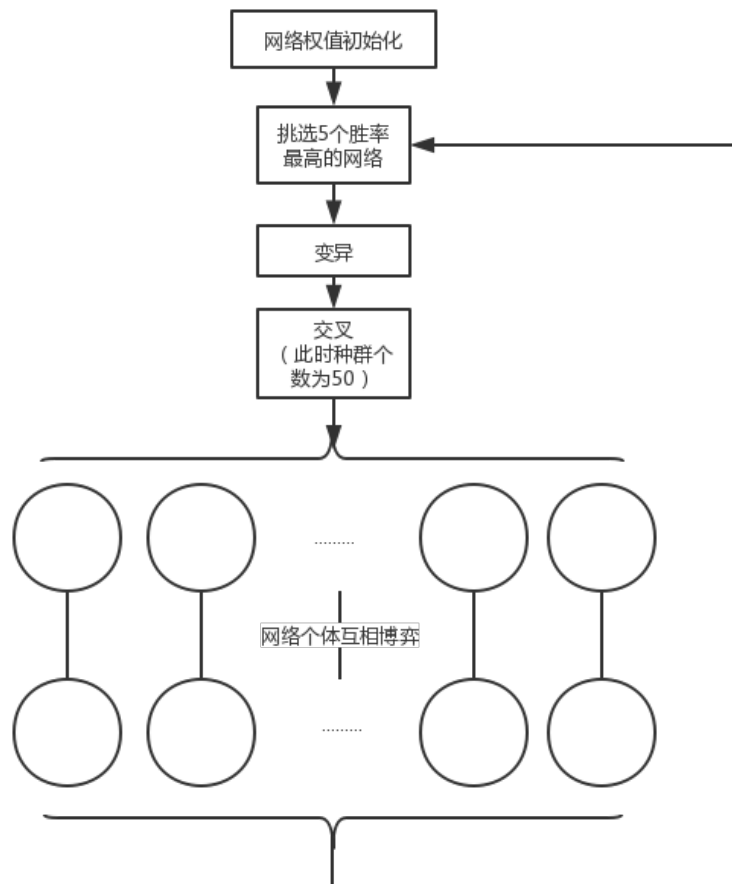 网络权值初始化
挑选5个胜率
最高的网络
变异
交叉
（此时种群个
数为50）
.........
网络个体互相博弈
.........